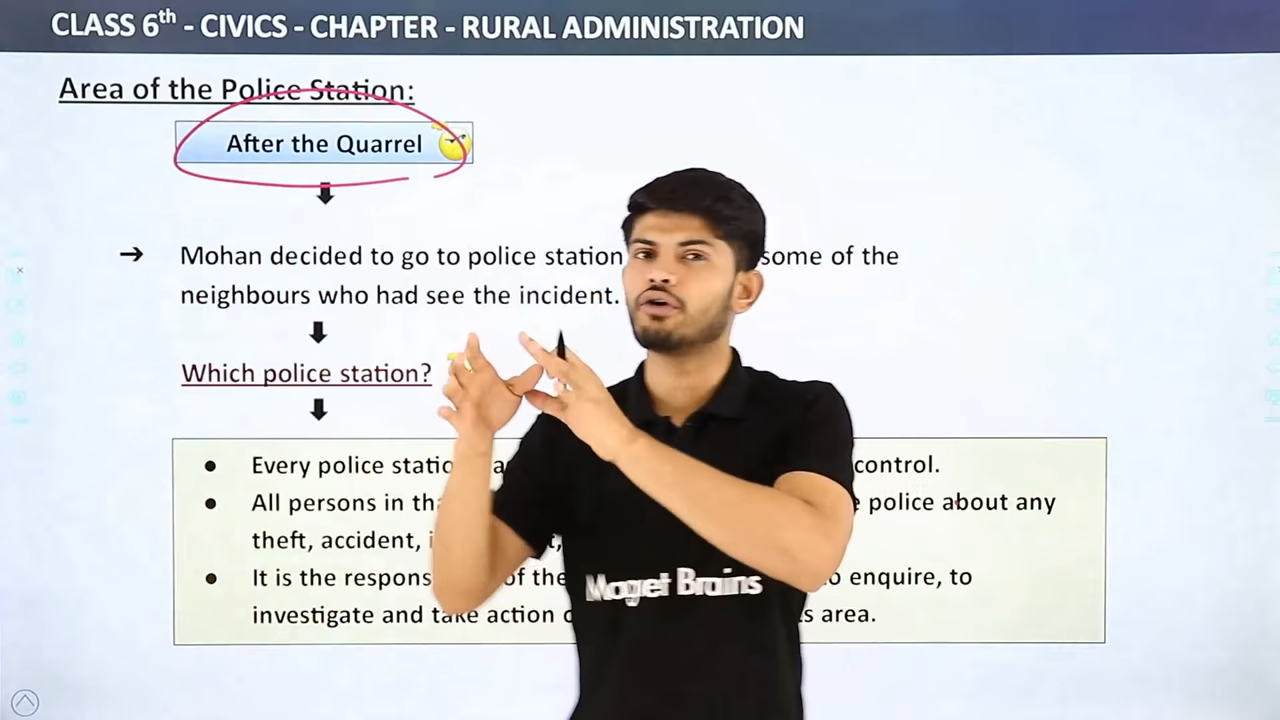 CLASS 6th - CIVICS - CHAPTER - RURAL ADMINISTRATION
Area of the Police Station:
After the Quarrel
➔ Mohan decided to go to police station some of the
neighbours who had see the incident.
Which police station?
● Every police control.
● All persons in police about any
theft, accident,
● It is the of the enquire, to
investigate and take action area.
Magnet Brains